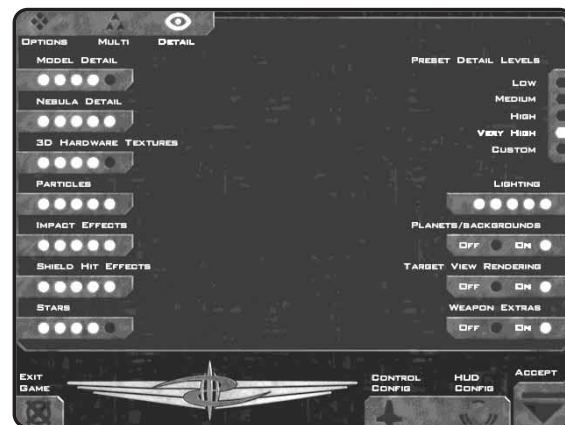 Options Multi Detail
Model Detail
Nebula Detail
3D Hardware Textures
Particles
Impact Effects
Shield Hit Effects
Stars
Preset Detail Levels
Low
Medium
High
Very High
Custom
Lighting
Planets/backgrounds
Off On
Target View Rendering
Off On
Weapon Extras
Off On
Exit
Game
Control
Config
HUD
Config
Accept